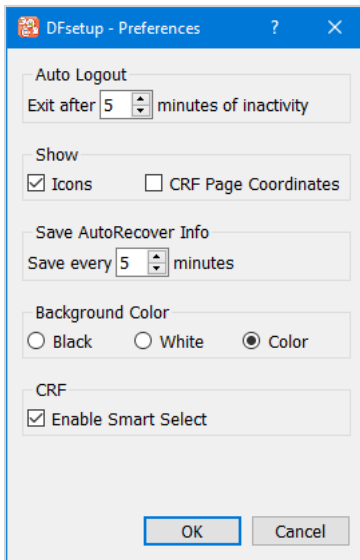 DFsetup - Preferences ? ×
Auto Logout
Exit after 5 minutes of inactivity
Show
Icons CRF Page Coordinates
Save AutoRecover Info
Save every 5 minutes
Background Color
Black White Color
CRF
Enable Smart Select
OK Cancel